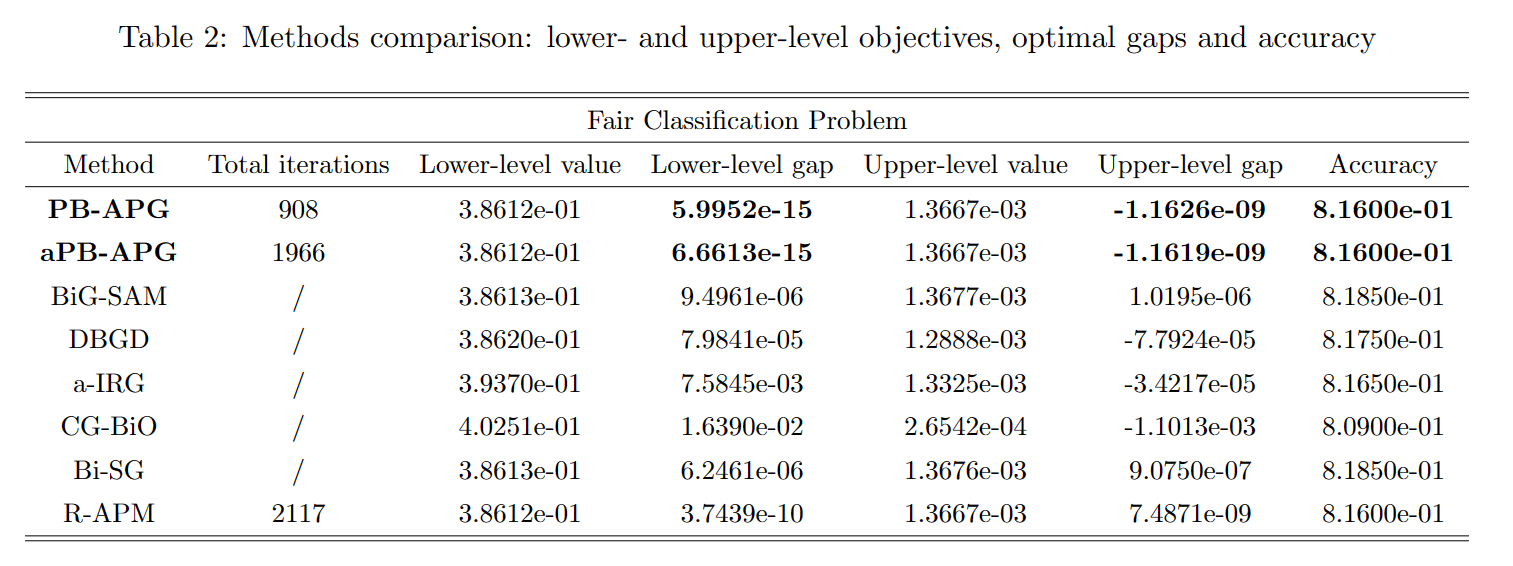 Table 2: Methods comparison: lower- and upper-level objectives, optimal gaps and accuracy
Fair Classification Problem
Method Total iterations Lower-level value Lower-level gap Upper-level value Upper-level gap Accuracy
PB-APG 908 3.8612e-01 5.9952e-15 1.3667e-03 -1.1626e-09 8.1600e-01
aPB-APG 1966 3.8612e-01 6.6613e-15 1.3667e-03 -1.1619e-09 8.1600e-01
BiG-SAM / 3.8613e-01 9.4961e-06 1.3677e-03 1.0195e-06 8.1850e-01
DBGD / 3.8620e-01 7.9841e-05 1.2888e-03 -7.7924e-05 8.1750e-01
a-IRG / 3.9370e-01 7.5845e-03 1.3325e-03 -3.4217e-05 8.1650e-01
CG-BiO / 4.0251e-01 1.6390e-02 2.6542e-04 -1.1013e-03 8.0900e-01
Bi-SG / 3.8613e-01 6.2461e-06 1.3676e-03 9.0750e-07 8.1850e-01
R-APM 2117 3.8612e-01 3.7439e-10 1.3667e-03 7.4871e-09 8.1600e-01